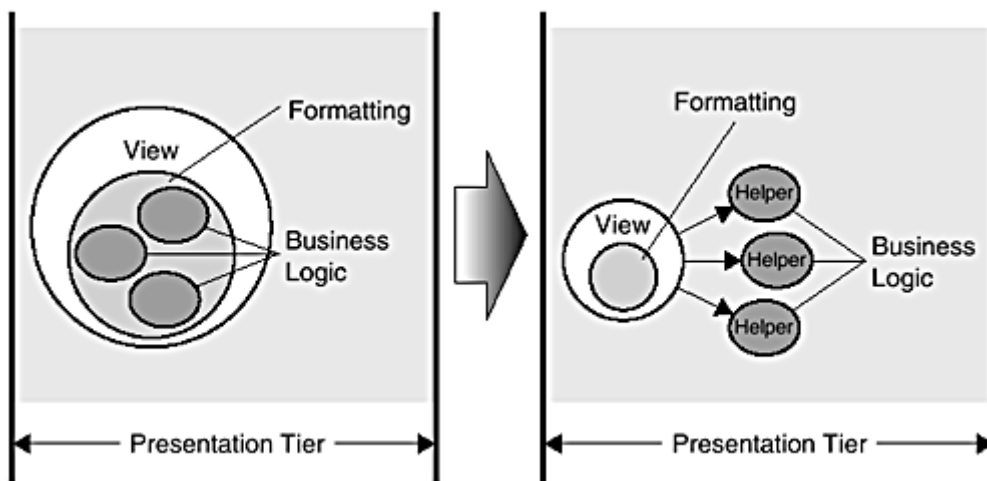 Formatting
View
Business
Logic
Presentation Tier
Formatting
View
Helper
Helper
Helper
Business
Logic
Presentation Tier